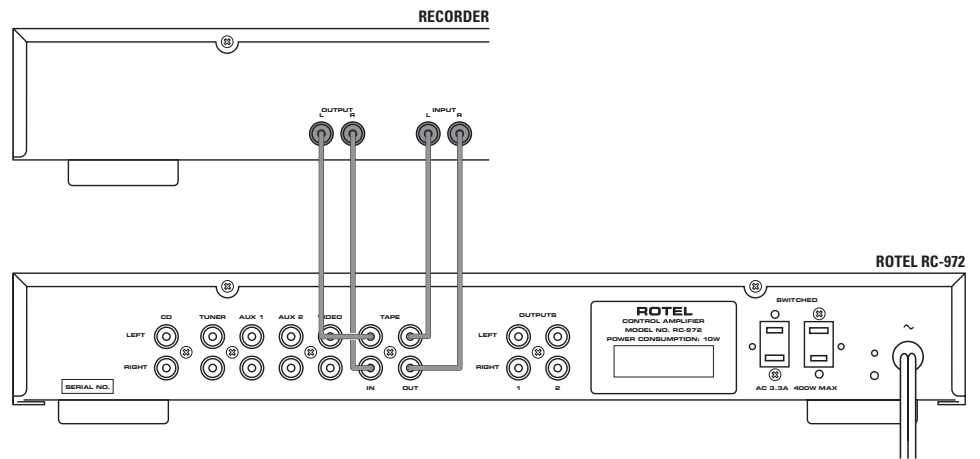 RECORDER
OUTPUT INPUT
L R L R
ROTEL RC-972
CD TUNER AUX 1 AUX 2 VIDEO TAPE OUTPUTS SWITCHED
LEFT LEFT
RIGHT RIGHT
IN OUT 1 2
SERIAL NO.
ROTEL
CONTROL AMPLIFIER
MODEL NO. RC-972
POWER CONSUMPTION: 10W
AC 3.3A 400W MAX
~